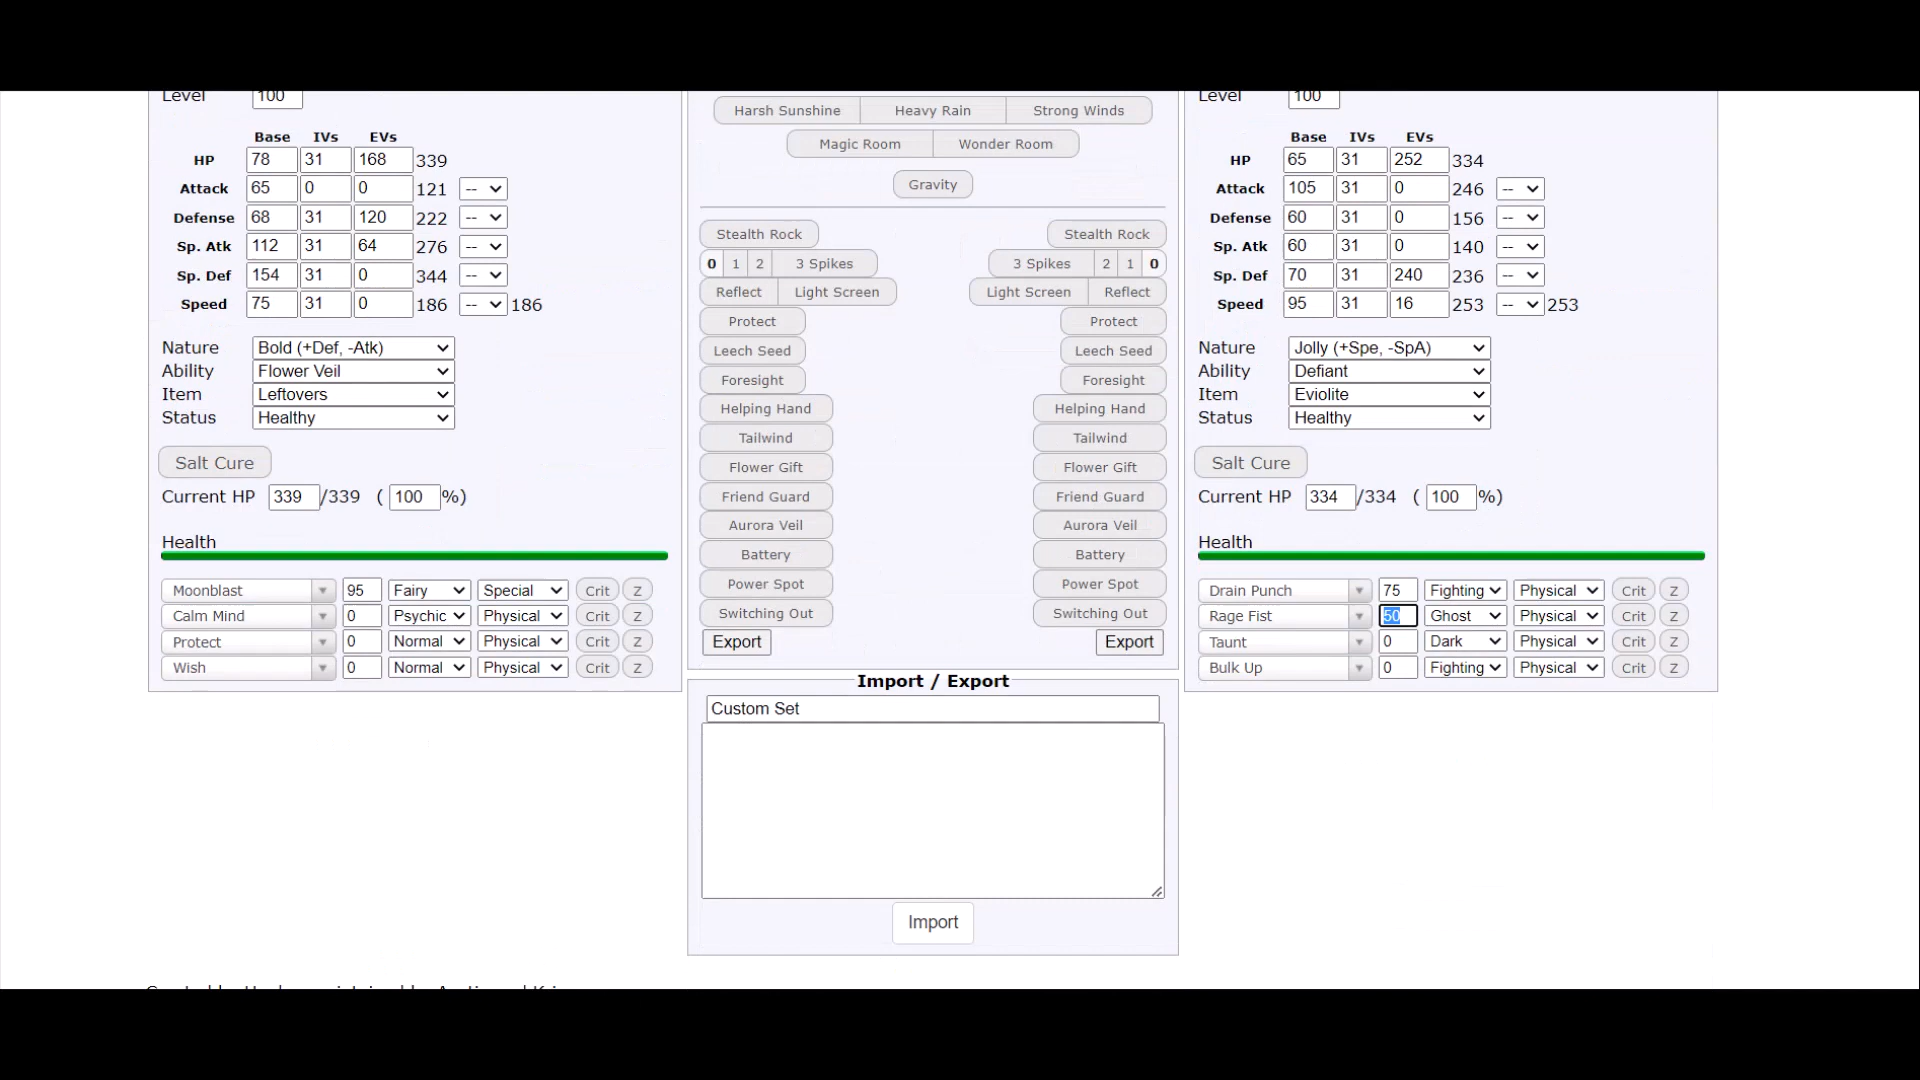 Level 100
Base IVs EVs
HP 78 31 168 339
Attack 65 0 0 121 --
Defense 68 31 120 222 --
Sp. Atk 112 31 64 276 --
Sp. Def 154 31 0 344 --
Speed 75 31 0 186 -- 186
Nature Bold (+Def, -Atk)
Ability Flower Veil
Item Leftovers
Status Healthy
Salt Cure
Current HP 339/339 ( 100 %)
Health
Moonblast 95 Fairy Special Crit Z
Calm Mind 0 Psychic Physical Crit Z
Protect 0 Normal Physical Crit Z
Wish 0 Normal Physical Crit Z
Harsh Sunshine Heavy Rain Strong Winds
Magic Room Wonder Room
Gravity
Stealth Rock Stealth Rock
0 1 2 3 Spikes 3 Spikes 2 1 0
Reflect Light Screen Light Screen Reflect
Protect Protect
Leech Seed Leech Seed
Foresight Foresight
Helping Hand Helping Hand
Tailwind Tailwind
Flower Gift Flower Gift
Friend Guard Friend Guard
Aurora Veil Aurora Veil
Battery Battery
Power Spot Power Spot
Switching Out Switching Out
Export Export
Import / Export
Custom Set
Import
Level 100
Base IVs EVs
HP 65 31 252 334
Attack 105 31 0 246 --
Defense 60 31 0 156 --
Sp. Atk 60 31 0 140 --
Sp. Def 70 31 240 236 --
Speed 95 31 16 253 -- 253
Nature Jolly (+Spe, -SpA)
Ability Defiant
Item Eviolite
Status Healthy
Salt Cure
Current HP 334/334 ( 100 %)
Health
Drain Punch 75 Fighting Physical Crit Z
Rage Fist 50 Ghost Physical Crit Z
Taunt 0 Dark Physical Crit Z
Bulk Up 0 Fighting Physical Crit Z